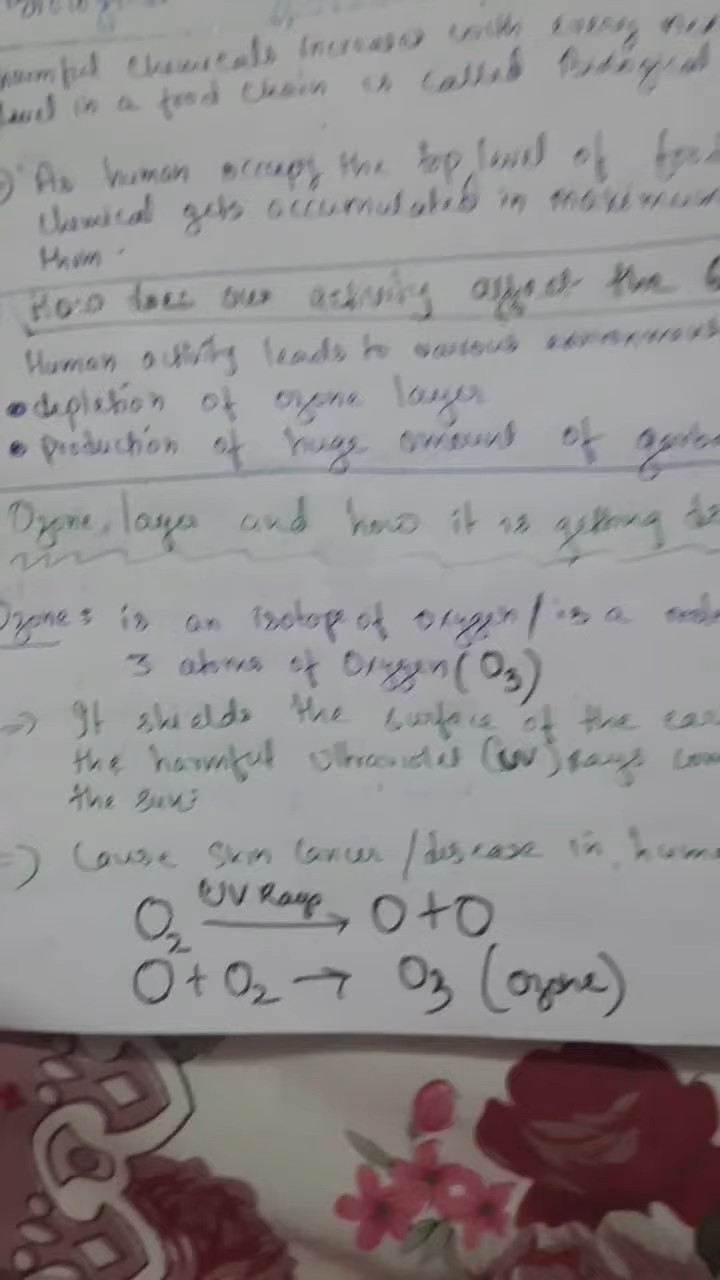 harmful chemicals increases with every
level in a food chain is called Biological
As human occupy the top level of food
chemical gets accumulated in maximum
them.
How does our activity affect the
Human activity leads to various
• depletion of ozone layer
• production of huge amount of
Ozone layer and how it is getting
Ozone: is an isotope of oxygen/ is a
3 atoms of Oxygen (O3)
=> It shields the surface of the
the harmful (UV) rays
the sun;
=> Cause skin cancer /disease in
O2 UV Rays → O+O
O+O2 → O3 (ozone)